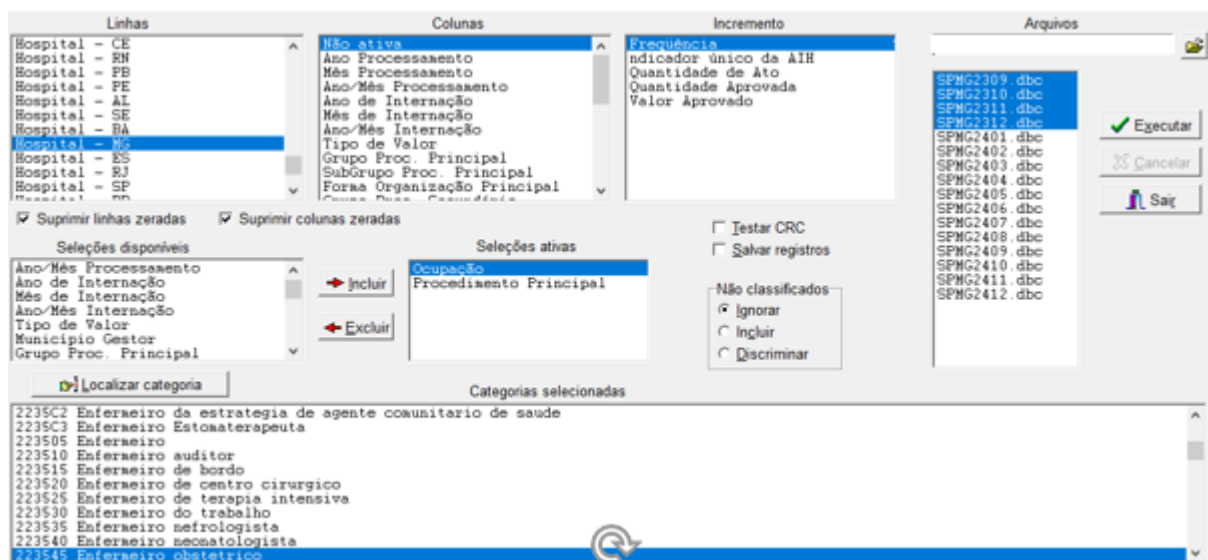 Linhas
Colunas
Incremento
Arquivos
Hospital - CE
Hospital - RN
Hospital - PB
Hospital - PE
Hospital - AL
Hospital - SE
Hospital - BA
Hospital - MG
Hospital - ES
Hospital - RJ
Hospital - SP
Não ativa
Ano Processamento
Mês Processamento
Ano/Mês Processamento
Ano de Internação
Mês de Internação
Ano/Mês Internação
Tipo de Valor
Grupo Proc. Principal
SubGrupo Proc. Principal
Forma Organização Principal
Freqüência
ndicador único da AIH
Quantidade de Ato
Quantidade Aprovada
Valor Aprovado
SPMG2309.dbc
SPMG2310.dbc
SPMG2311.dbc
SPMG2312.dbc
SPMG2401.dbc
SPMG2402.dbc
SPMG2403.dbc
SPMG2404.dbc
SPMG2405.dbc
SPMG2406.dbc
SPMG2407.dbc
SPMG2408.dbc
SPMG2409.dbc
SPMG2410.dbc
SPMG2411.dbc
SPMG2412.dbc
Executar
Cancelar
Sair
Suprimir linhas zeradas
Suprimir colunas zeradas
Testar CRC
Salvar registros
Seleções disponíveis
Ano/Mês Processamento
Ano de Internação
Mês de Internação
Ano/Mês Internação
Tipo de Valor
Município Gestor
Grupo Proc. Principal
Incluir
Excluir
Seleções ativas
Ocupação
Procedimento Principal
Não classificados
Ignorar
Incluir
Discriminar
Localizar categoria
Categorias selecionadas
2235C2 Enfermeiro da estrategia de agente comunitario de saude
2235C3 Enfermeiro Estomaterapeuta
223505 Enfermeiro
223510 Enfermeiro auditor
223515 Enfermeiro de bordo
223520 Enfermeiro de centro cirurgico
223525 Enfermeiro de terapia intensiva
223530 Enfermeiro do trabalho
223535 Enfermeiro nefrologista
223540 Enfermeiro neonatologista
223545 Enfermeiro obstetrico